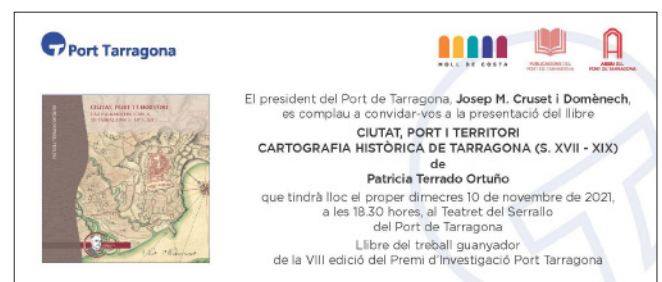 Port Tarragona
MOLL DE COSTA
PUBLICACIONS DEL
PORT DE TARRAGONA
ARXIU DEL
PORT DE TARRAGONA
CIUTAT, PORT I TERRITORI
El president del Port de Tarragona, Josep M. Cruset i Domènech,
es complau a convidar-vos a la presentació del llibre
CIUTAT, PORT I TERRITORI
CARTOGRAFIA HISTÒRICA DE TARRAGONA (S. XVII - XIX)
de
Patricia Terrado Ortuño
que tindrà lloc el proper dimecres 10 de novembre de 2021,
a les 18.30 hores, al Teatret del Serrallo
del Port de Tarragona
Llibre del treball guanyador
de la VIII edició del Premi d'Investigació Port Tarragona